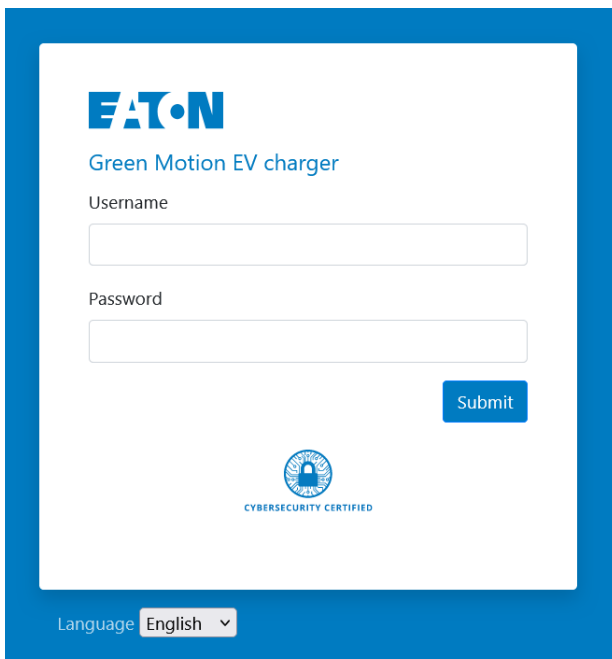 EATON
Green Motion EV charger
Username
Password
Submit
CYBERSECURITY CERTIFIED
Language English